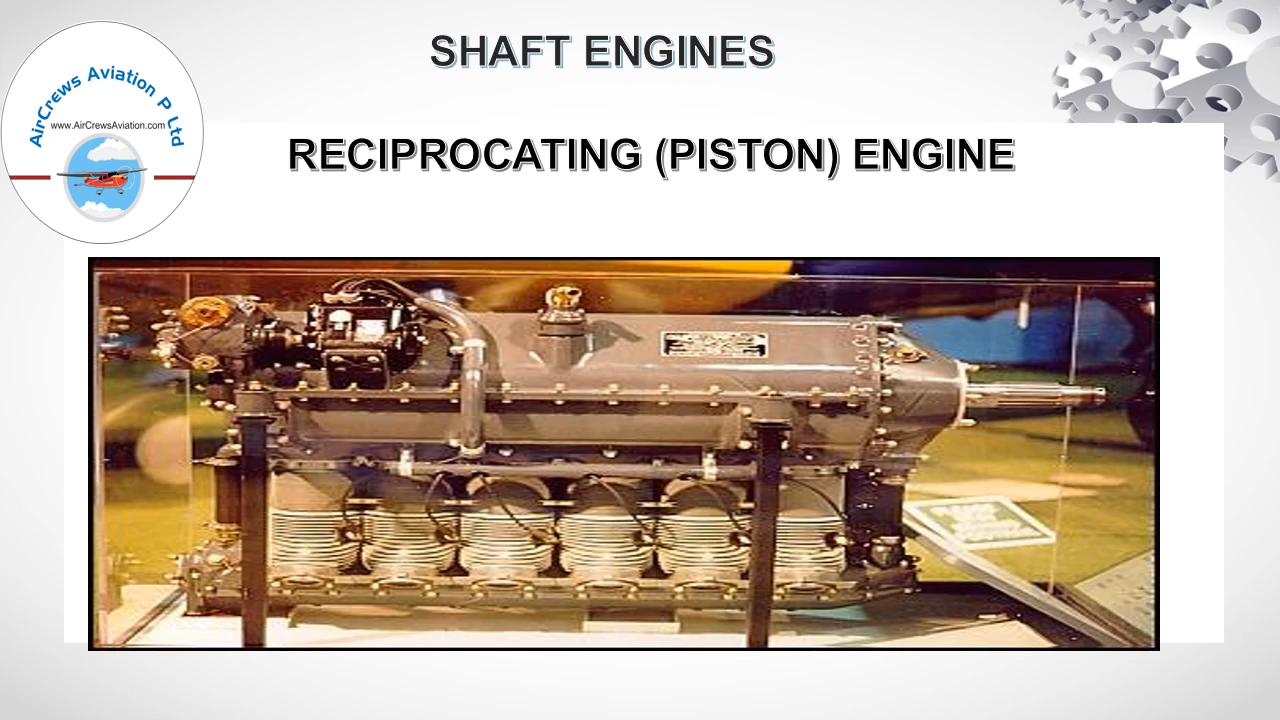 SHAFT ENGINES
AirCrews Aviation P Ltd
www.AirCrewsAviation.com
RECIPROCATING (PISTON) ENGINE